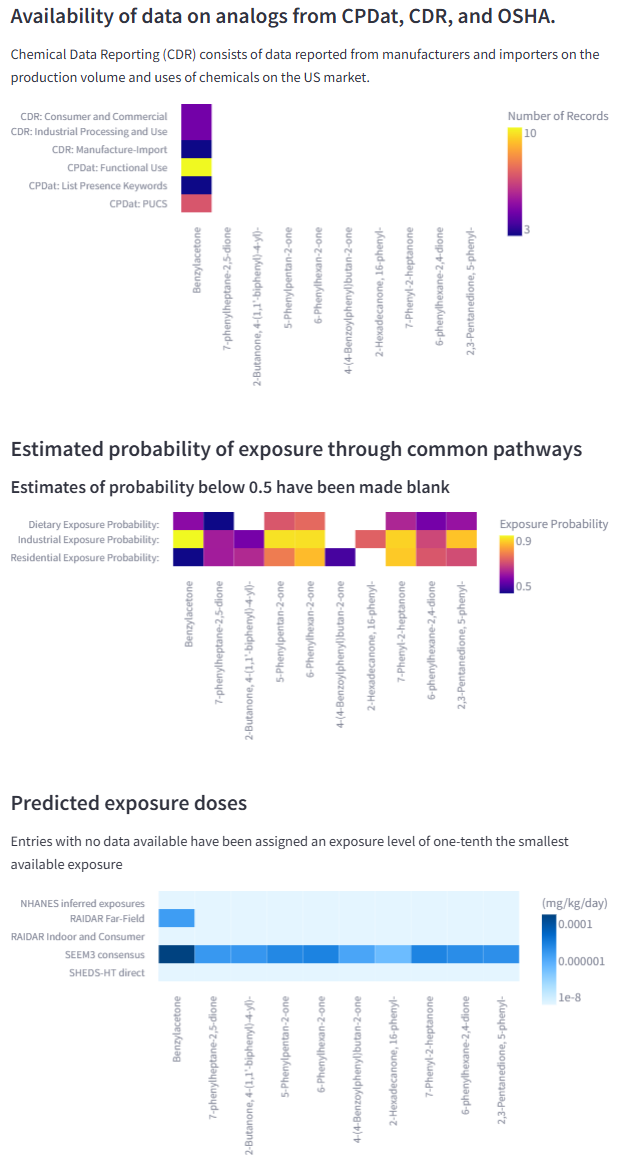 Availability of data on analogs from CPDat, CDR, and OSHA.
Chemical Data Reporting (CDR) consists of data reported from manufacturers and importers on the
production volume and uses of chemicals on the US market.
CDR: Consumer and Commercial
CDR: Industrial Processing and Use
CDR: Manufacture-Import
CPDat: Functional Use
CPDat: List Presence Keywords
CPDat: PUCS
Number of Records
10
3
Benzylacetone
7-phenylheptane-2,5-dione
2-Butanone, 4-(1,1'-biphenyl)-4-yl)-
5-Phenylpentan-2-one
6-Phenylhexan-2-one
4-(4-Benzoylphenyl)butan-2-one
2-Hexadecanone, 16-phenyl-
7-Phenyl-2-heptanone
6-phenylhexane-2,4-dione
2,3-Pentanedione, 5-phenyl-
Estimated probability of exposure through common pathways
Estimates of probability below 0.5 have been made blank
Dietary Exposure Probability:
Industrial Exposure Probability:
Residential Exposure Probability:
Exposure Probability
0.9
0.5
Benzylacetone
7-phenylheptane-2,5-dione
2-Butanone, 4-(1,1'-biphenyl)-4-yl)-
5-Phenylpentan-2-one
6-Phenylhexan-2-one
4-(4-Benzoylphenyl)butan-2-one
2-Hexadecanone, 16-phenyl-
7-Phenyl-2-heptanone
6-phenylhexane-2,4-dione
2,3-Pentanedione, 5-phenyl-
Predicted exposure doses
Entries with no data available have been assigned an exposure level of one-tenth the smallest
available exposure
NHANES inferred exposures
RAIDAR Far-Field
RAIDAR Indoor and Consumer
SEEM3 consensus
SHEDS-HT direct
(mg/kg/day)
0.0001
0.000001
1e-8
Benzylacetone
7-phenylheptane-2,5-dione
2-Butanone, 4-(1,1'-biphenyl)-4-yl)-
5-Phenylpentan-2-one
6-Phenylhexan-2-one
4-(4-Benzoylphenyl)butan-2-one
2-Hexadecanone, 16-phenyl-
7-Phenyl-2-heptanone
6-phenylhexane-2,4-dione
2,3-Pentanedione, 5-phenyl-